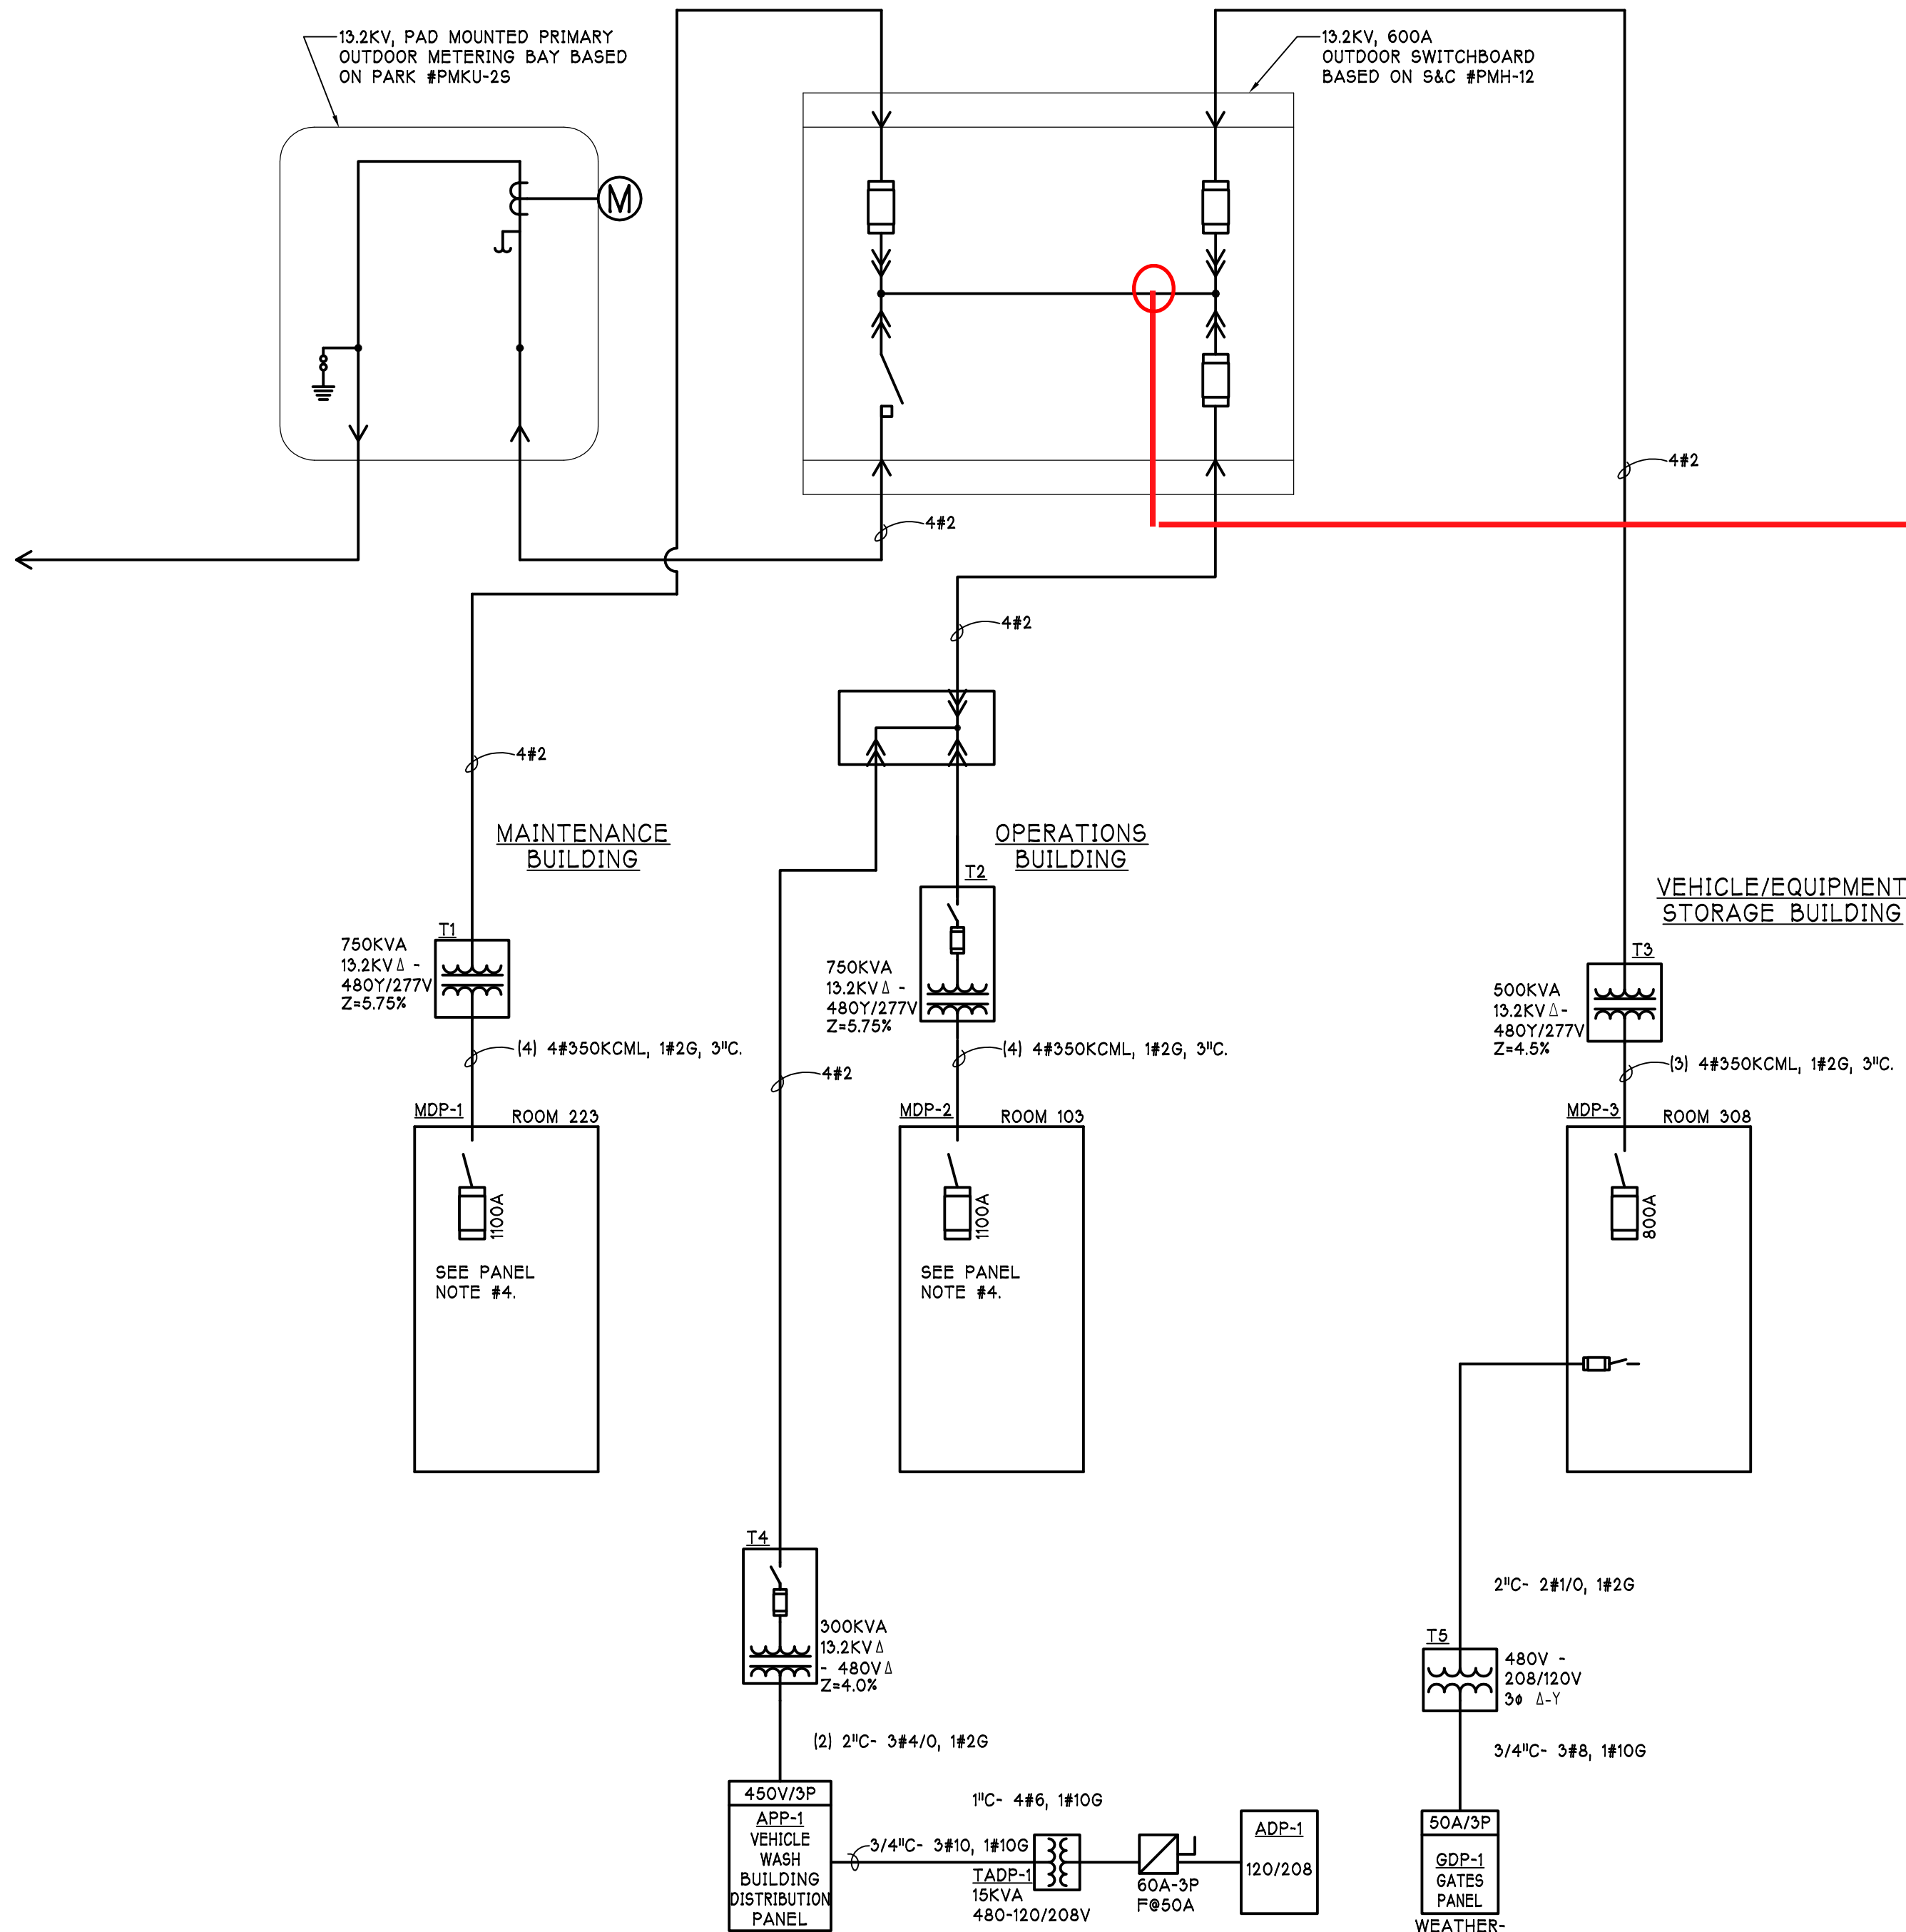 13.2KV, PAD MOUNTED PRIMARY
OUTDOOR METERING BAY BASED
ON PARK #PMKU-2S
13.2KV, 600A
OUTDOOR SWITCHBOARD
BASED ON S&C #PMH-12
M
4#2
4#2
4#2
4#2
MAINTENANCE
BUILDING
OPERATIONS
BUILDING
VEHICLE/EQUIPMENT
STORAGE BUILDING
T1
750KVA
13.2KVΔ -
480Y/277V
Z=5.75%
T2
750KVA
13.2KVΔ -
480Y/277V
Z=5.75%
T3
500KVA
13.2KVΔ-
480Y/277V
Z=4.5%
(4) 4#350KCML, 1#2G, 3"C.
(4) 4#350KCML, 1#2G, 3"C.
(3) 4#350KCML, 1#2G, 3"C.
4#2
MDP-1
ROOM 223
1100A
SEE PANEL
NOTE #4.
MDP-2
ROOM 103
1100A
SEE PANEL
NOTE #4.
MDP-3
ROOM 308
800A
T4
300KVA
13.2KVΔ
- 480VΔ
Z=4.0%
2"C- 2#1/0, 1#2G
T5
480V -
208/120V
3ø Δ-Y
(2) 2"C- 3#4/0, 1#2G
3/4"C- 3#8, 1#10G
450V/3P
APP-1
VEHICLE
WASH
BUILDING
DISTRIBUTION
PANEL
1"C- 4#6, 1#10G
3/4"C- 3#10, 1#10G
TADP-1
15KVA
480-120/208V
60A-3P
F@50A
ADP-1
120/208
50A/3P
GDP-1
GATES
PANEL
WEATHER-